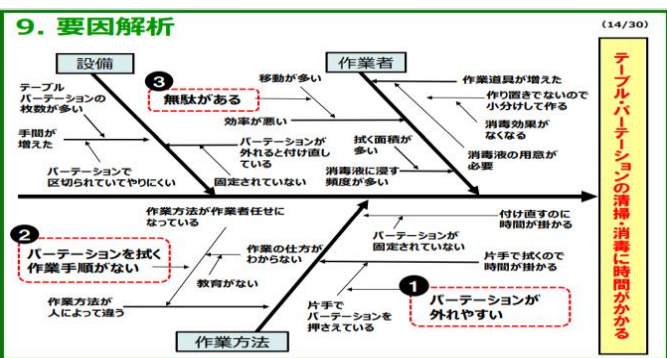 9. 要因解析
(14/30)
設備
作業者
テーブル・パーテーションの清掃・消毒に時間がかかる
テーブル
パーテーションの
枚数が多い
手間が
増えた
パーテーションで
区切られていてやりにくい
3
無駄がある
移動が多い
効率が悪い
パーテーションが
外れると付け直し
ている
固定されていない
拭く面積が
多い
消毒液に浸す
頻度が多い
作業道具が増えた
作り置きでないので
小分けして作る
消毒効果が
なくなる
消毒液の用意が
必要
作業方法が作業者任せに
なっている
2
パーテーションを拭く
作業手順がない
作業の仕方が
わからない
教育がない
作業方法が
人によって違う
作業方法
付け直すのに
時間が掛かる
パーテーションが
固定されていない
片手で拭くので
時間が掛かる
片手で
パーテーションを
押さえている
1
パーテーションが
外れやすい